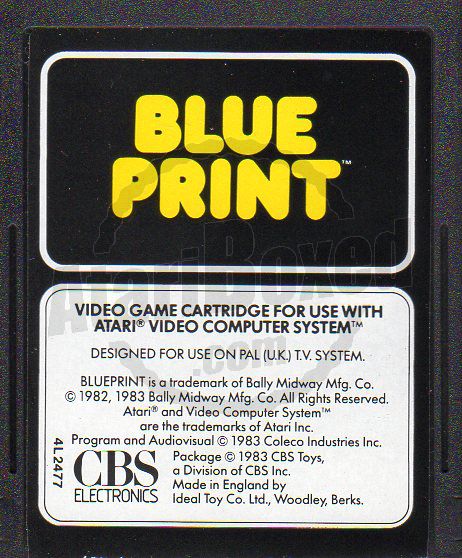 BLUE
PRINT™
VIDEO GAME CARTRIDGE FOR USE WITH
ATARI® VIDEO COMPUTER SYSTEM™
DESIGNED FOR USE ON PAL (U.K.) T.V. SYSTEM.
BLUEPRINT is a trademark of Bally Midway Mfg. Co.
© 1982, 1983 Bally Midway Mfg. Co. All Rights Reserved.
Atari® and Video Computer System™
are the trademarks of Atari Inc.
Program and Audiovisual © 1983 Coleco Industries Inc.
Package © 1983 CBS Toys,
a Division of CBS Inc.
Made in England by
Ideal Toy Co. Ltd., Woodley, Berks.
CBS
ELECTRONICS
4L2477
AtariBoxed
.com